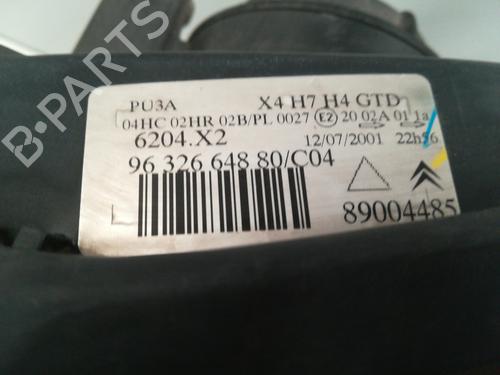 PU3A X4 H7 H4 GTD
04HC 02HR 02B/PL 0027 E2 20 02A 01 1a
6204.X2 12/07/2001 22h56
96 326 648 80/C04
89004485
B-PARTS